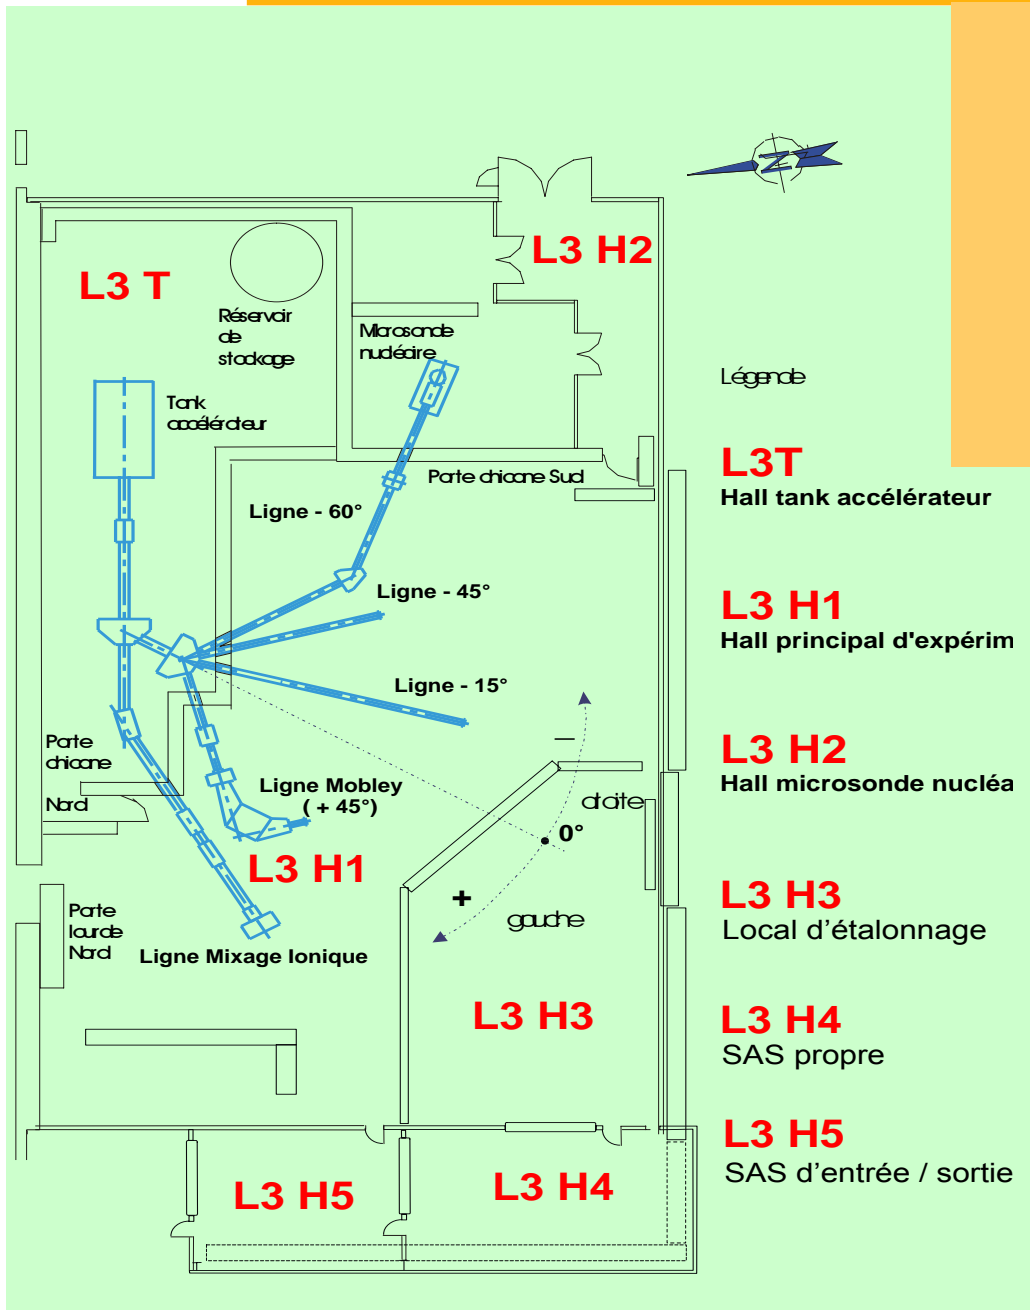 N
L3 H2
L3 T
Réservoir
de
stockage
Microsonde
nucléaire
Légende
Tank
accélérateur
L3T
Hall tank accélérateur
Porte chicane Sud
Ligne - 60°
Ligne - 45°
L3 H1
Hall principal d'expérim
Ligne - 15°
Porte
chicane
Nord
–
L3 H2
Hall microsonde nucléa
Ligne Mobley
( + 45°)
droite
0°
L3 H1
+
gauche
L3 H3
Local d’étalonnage
Porte
lourde
Nord
Ligne Mixage Ionique
L3 H3
L3 H4
SAS propre
L3 H5
SAS d’entrée / sortie
L3 H5
L3 H4